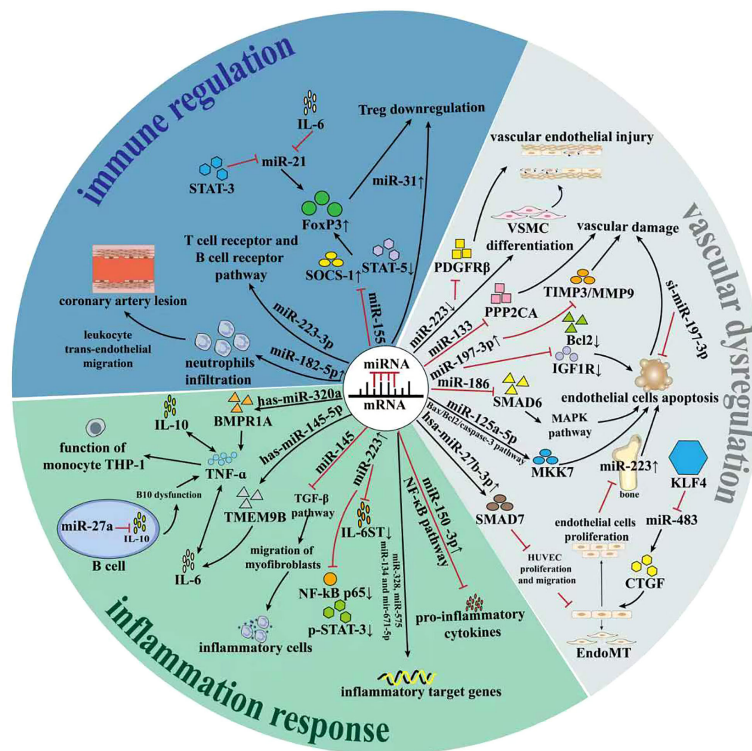 immune regulation
IL-6
Treg downregulation
STAT-3
miR-21
miR-31↑
FoxP3↑
T cell receptor and
B cell receptor
pathway
SOCS-1↑
STAT-5↓
coronary artery lesion
miR-155
miR-223-3p
leukocyte
trans-endothelial
migration
neutrophils
infiltration
miR-182-5p↑
miRNA
mRNA
vascular dysregulation
vascular endothelial injury
VSMC
differentiation
vascular damage
PDGFRβ
TIMP3/MMP9
PPP2CA
miR-223↓
miR-133
si-miR-197-3p
Bcl2↓
miR-197-3p↑
IGF1R↓
miR-186
endothelial cells apoptosis
SMAD6
MAPK
pathway
miR-125a-5p
Bax/Bcl2/caspase-3 pathway
MKK7
hsa-miR-27b-3p↑
miR-223↑
bone
KLF4
SMAD7
endothelial cells
proliferation
miR-483
HUVEC
proliferation
and migration
CTGF
EndoMT
inflammation response
has-miR-320a
IL-10
BMPR1A
has-miR-145-5p
function of
monocyte THP-1
TNF-α
miR-145
miR-223↑
B10 dysfunction
TMEM9B
TGF-β
pathway
miR-27a
IL-10
B cell
IL-6
IL-6ST↓
migration of
myofibroblasts
NF-kB p65↓
p-STAT-3↓
inflammatory cells
miR-328, miR-575
miR-134 and mir-671-5p
miR-150 -3p↑
NF-kB pathway
pro-inflammatory
cytokines
inflammatory target genes